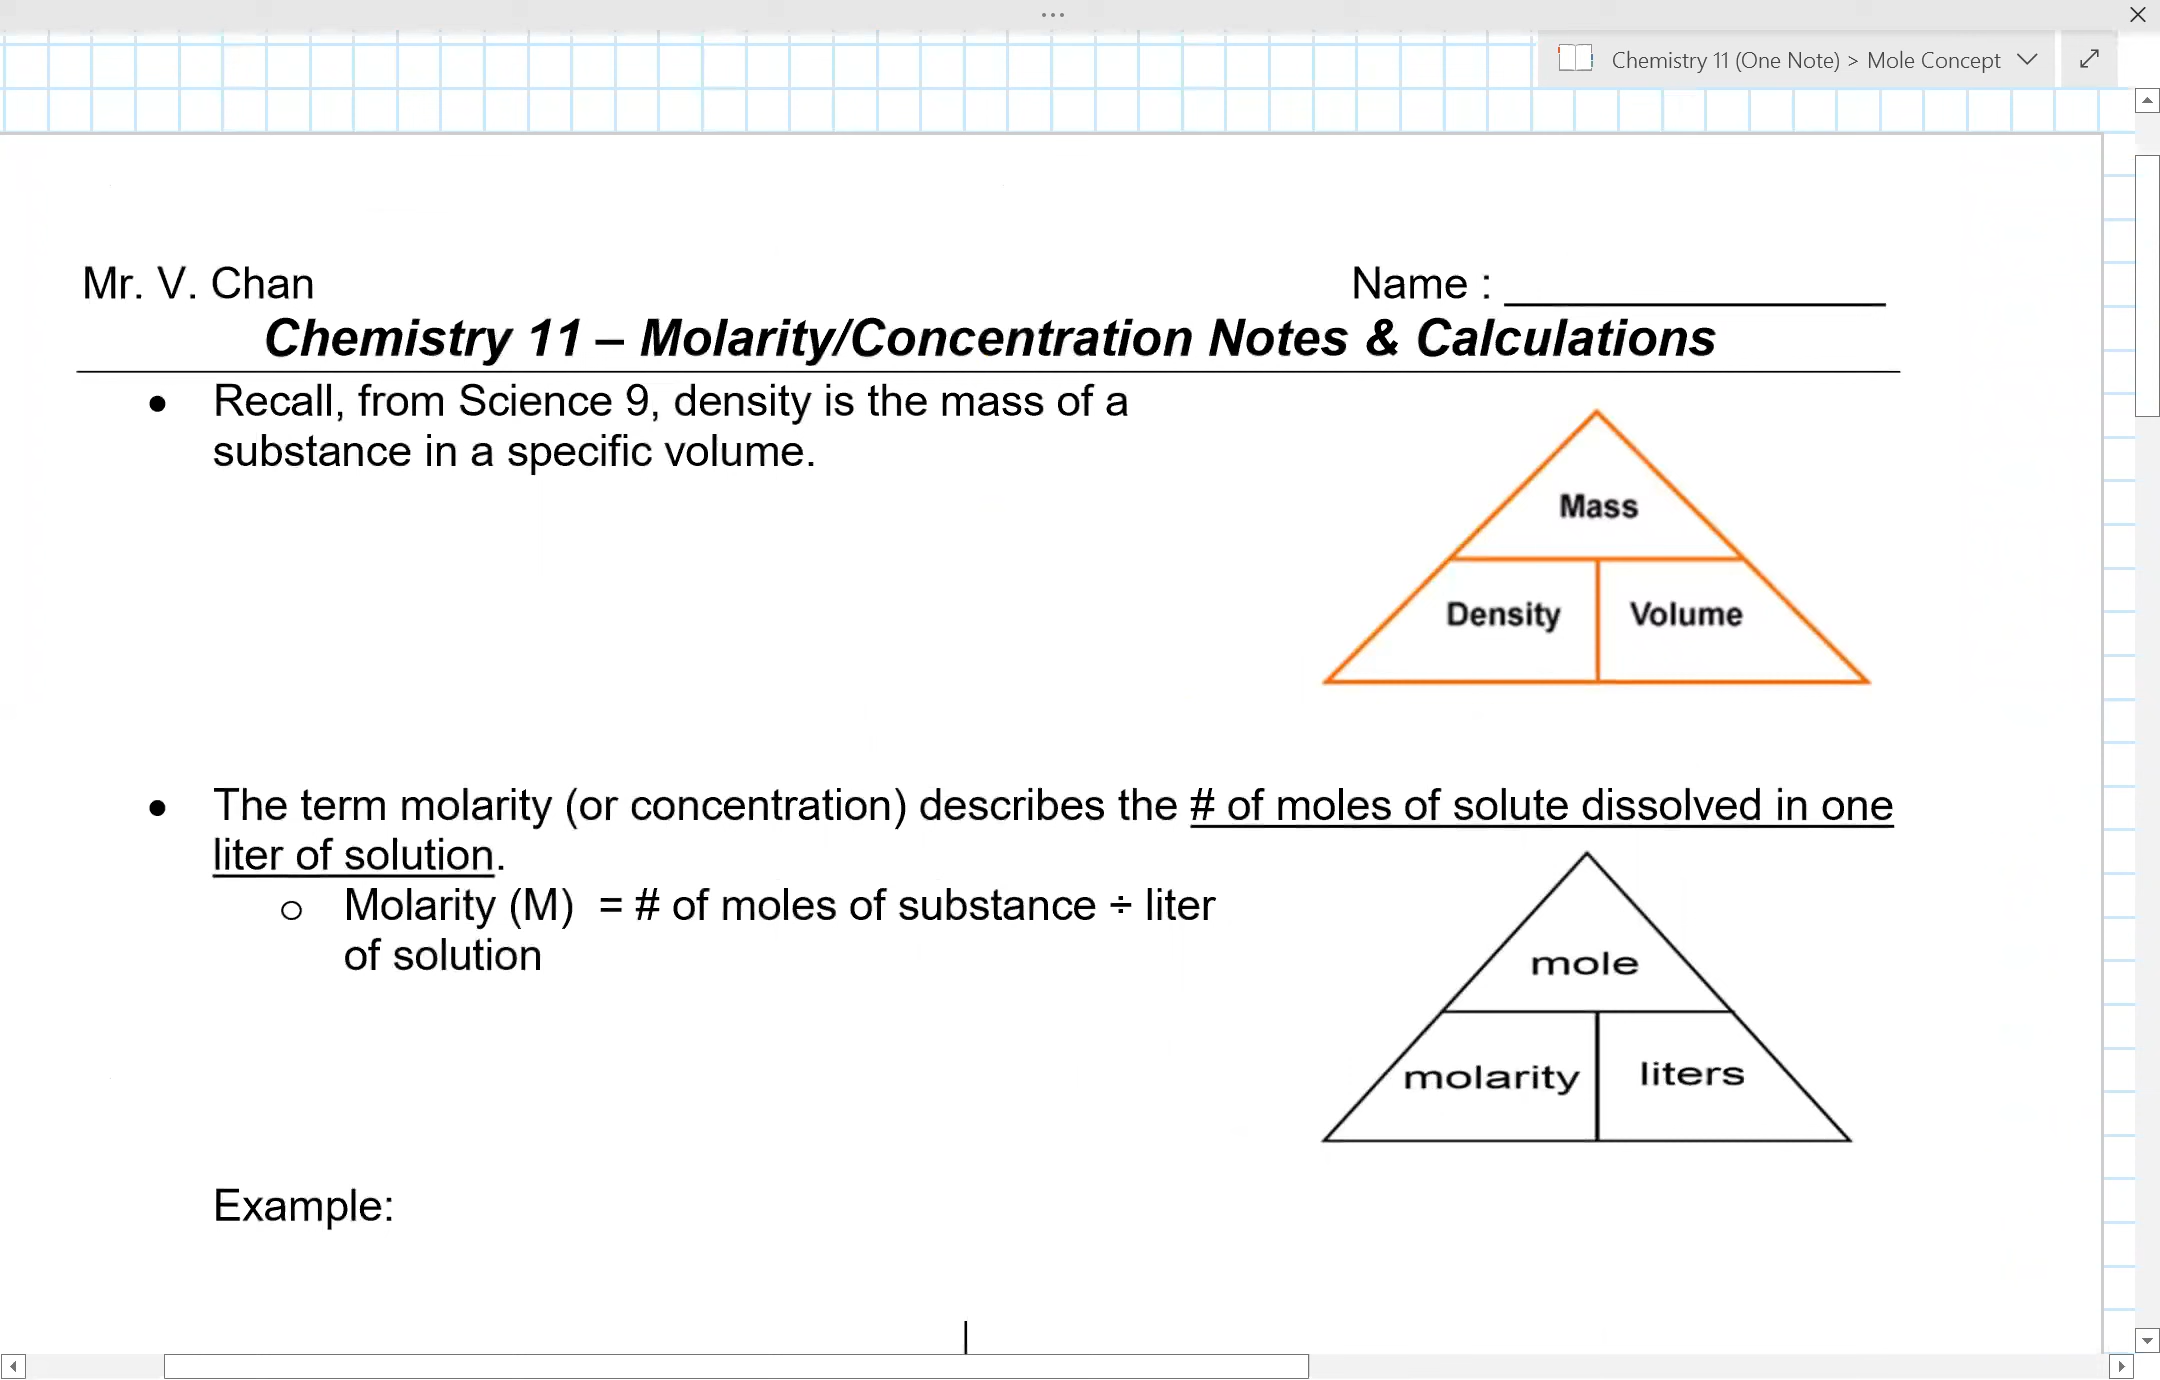 Chemistry 11 (One Note) > Mole Concept
Mr. V. Chan
Name : ________________
Chemistry 11 – Molarity/Concentration Notes & Calculations
• Recall, from Science 9, density is the mass of a
substance in a specific volume.
Mass
Density
Volume
• The term molarity (or concentration) describes the # of moles of solute dissolved in one
liter of solution.
o Molarity (M) = # of moles of substance ÷ liter
of solution
mole
molarity
liters
Example: